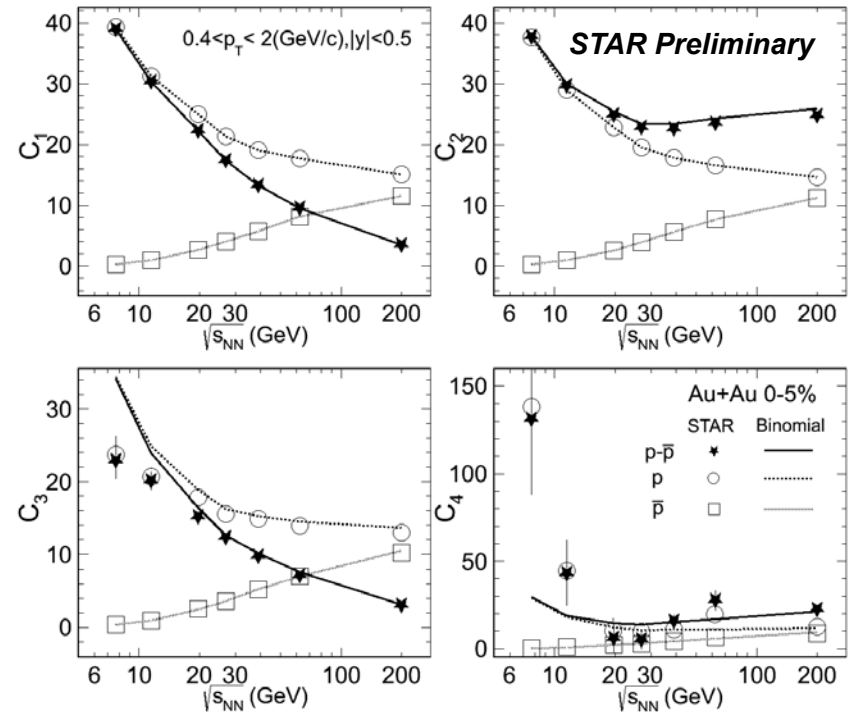 0.4<p_T< 2(GeV/c),|y|<0.5
C_1
40
30
20
10
0
6
10
20
30
100
200
√s_NN (GeV)
STAR Preliminary
C_2
40
30
20
10
0
6
10
20
30
100
200
√s_NN (GeV)
C_3
30
20
10
0
6
10
20
30
100
200
√s_NN (GeV)
Au+Au 0-5%
STAR Binomial
p-p̅
p
p̅
C_4
150
100
50
0
6
10
20
30
100
200
√s_NN (GeV)